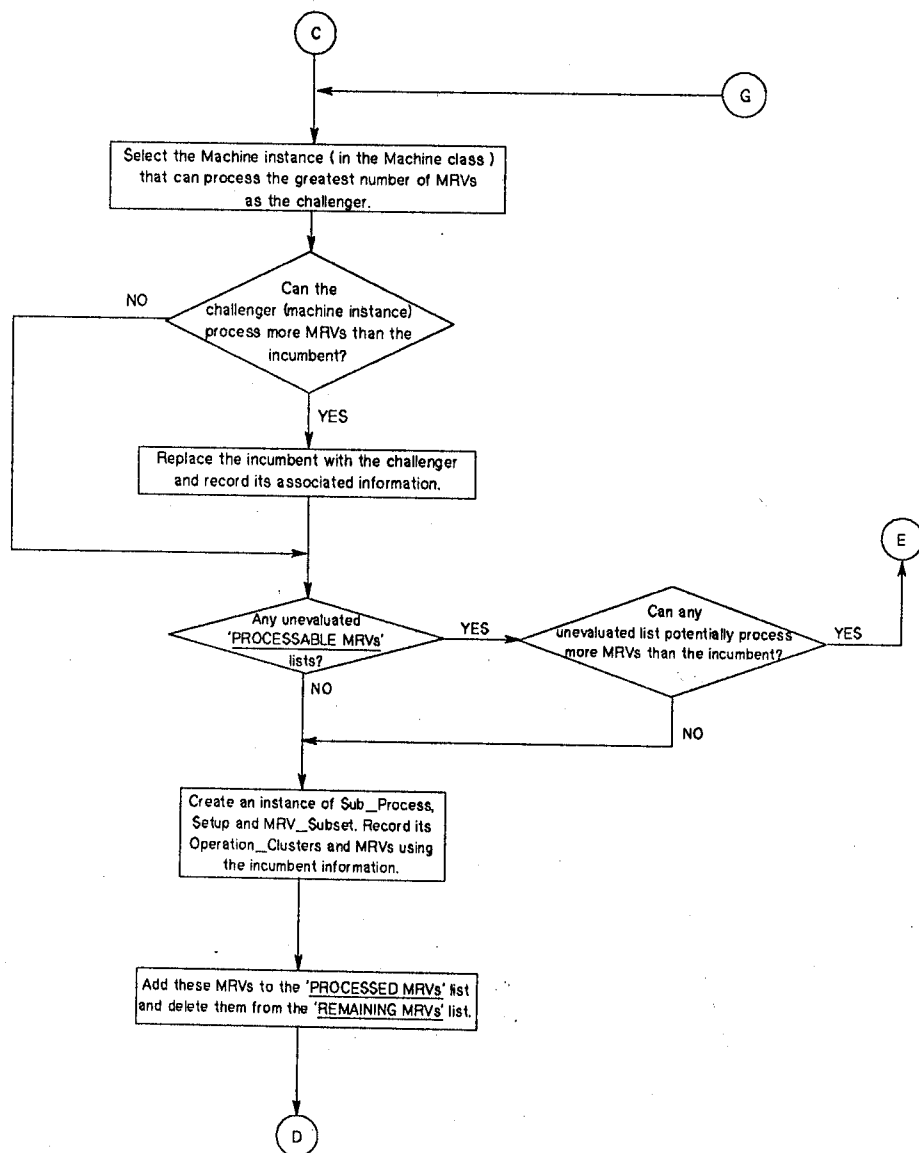 C
G
Select the Machine instance ( in the Machine class )
that can process the greatest number of MRVs
as the challenger.
Can the
challenger (machine instance)
process more MRVs than the
incumbent?
NO
YES
Replace the incumbent with the challenger
and record its associated information.
E
Any unevaluated
'PROCESSABLE MRVs'
lists?
YES
Can any
unevaluated list potentially process
more MRVs than the incumbent?
YES
NO
NO
Create an instance of Sub_Process,
Setup and MRV_Subset. Record its
Operation_Clusters and MRVs using
the incumbent information.
Add these MRVs to the 'PROCESSED MRVs' list
and delete them from the 'REMAINING MRVs' list.
D